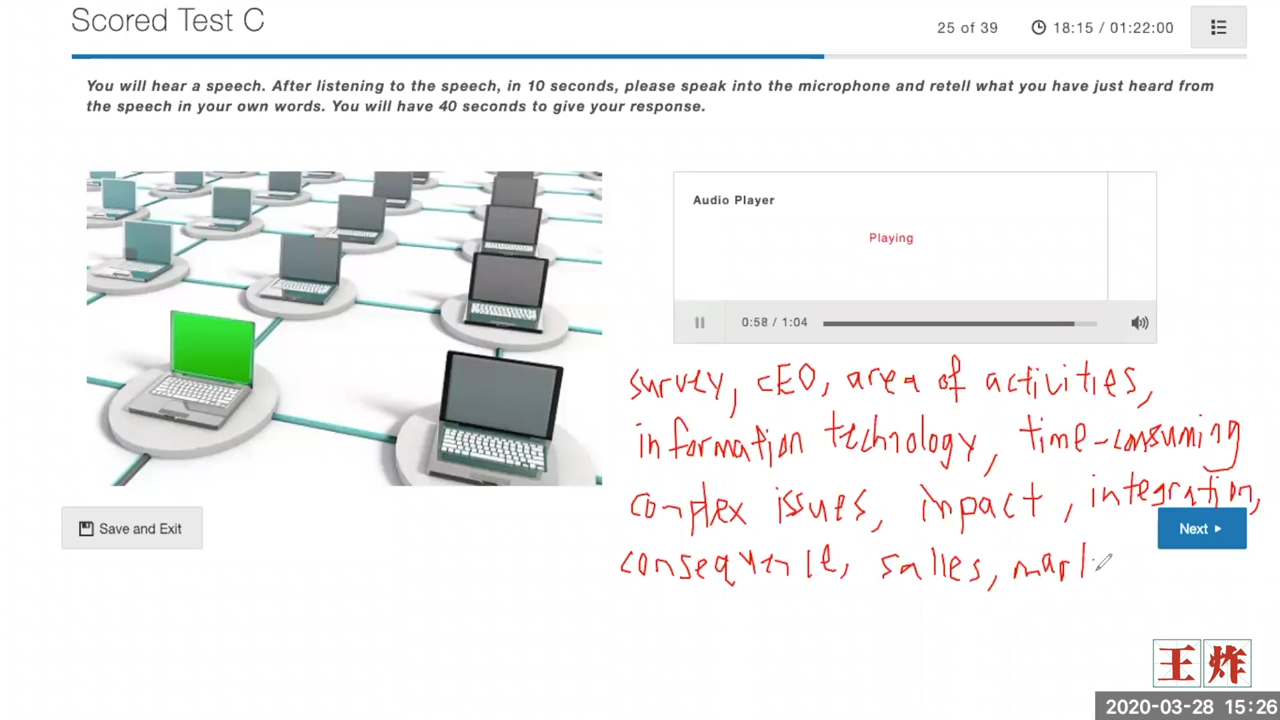 Scored Test C
25 of 39
18:15 / 01:22:00
You will hear a speech. After listening to the speech, in 10 seconds, please speak into the microphone and retell what you have just heard from
the speech in your own words. You will have 40 seconds to give your response.
Audio Player
Playing
0:58 / 1:04
survey, CEO, area of activities,
information technology, time-consuming
complex issues, impact, integration,
consequence, salles, mark
Save and Exit
Next
王炸
2020-03-28 15:26